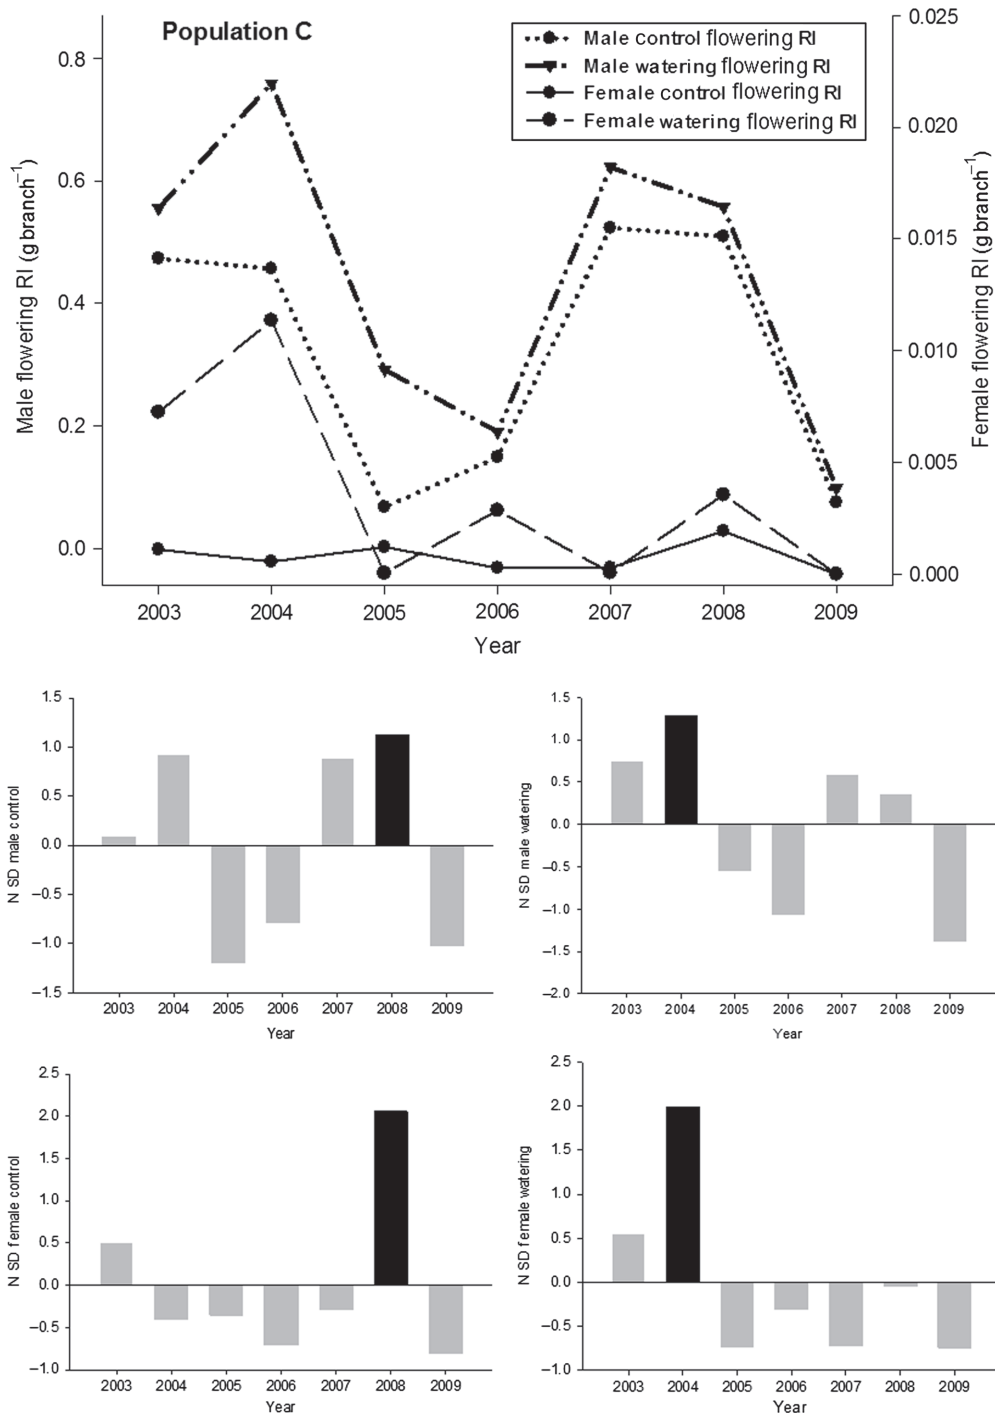 Population C
Male control flowering RI
Male watering flowering RI
Female control flowering RI
Female watering flowering RI
Male flowering RI (g branch⁻¹)
0.8
0.6
0.4
0.2
0.0
Female flowering RI (g branch⁻¹)
0.025
0.020
0.015
0.010
0.005
0.000
2003 2004 2005 2006 2007 2008 2009
Year
N SD male control
1.5
1.0
0.5
0.0
–0.5
–1.0
–1.5
2003 2004 2005 2006 2007 2008 2009
Year
N SD male watering
1.5
1.0
0.5
0.0
–0.5
–1.0
–1.5
–2.0
2003 2004 2005 2006 2007 2008 2009
Year
N SD female control
2.5
2.0
1.5
1.0
0.5
0.0
–0.5
–1.0
2003 2004 2005 2006 2007 2008 2009
Year
N SD female watering
2.5
2.0
1.5
1.0
0.5
0.0
–0.5
–1.0
2003 2004 2005 2006 2007 2008 2009
Year